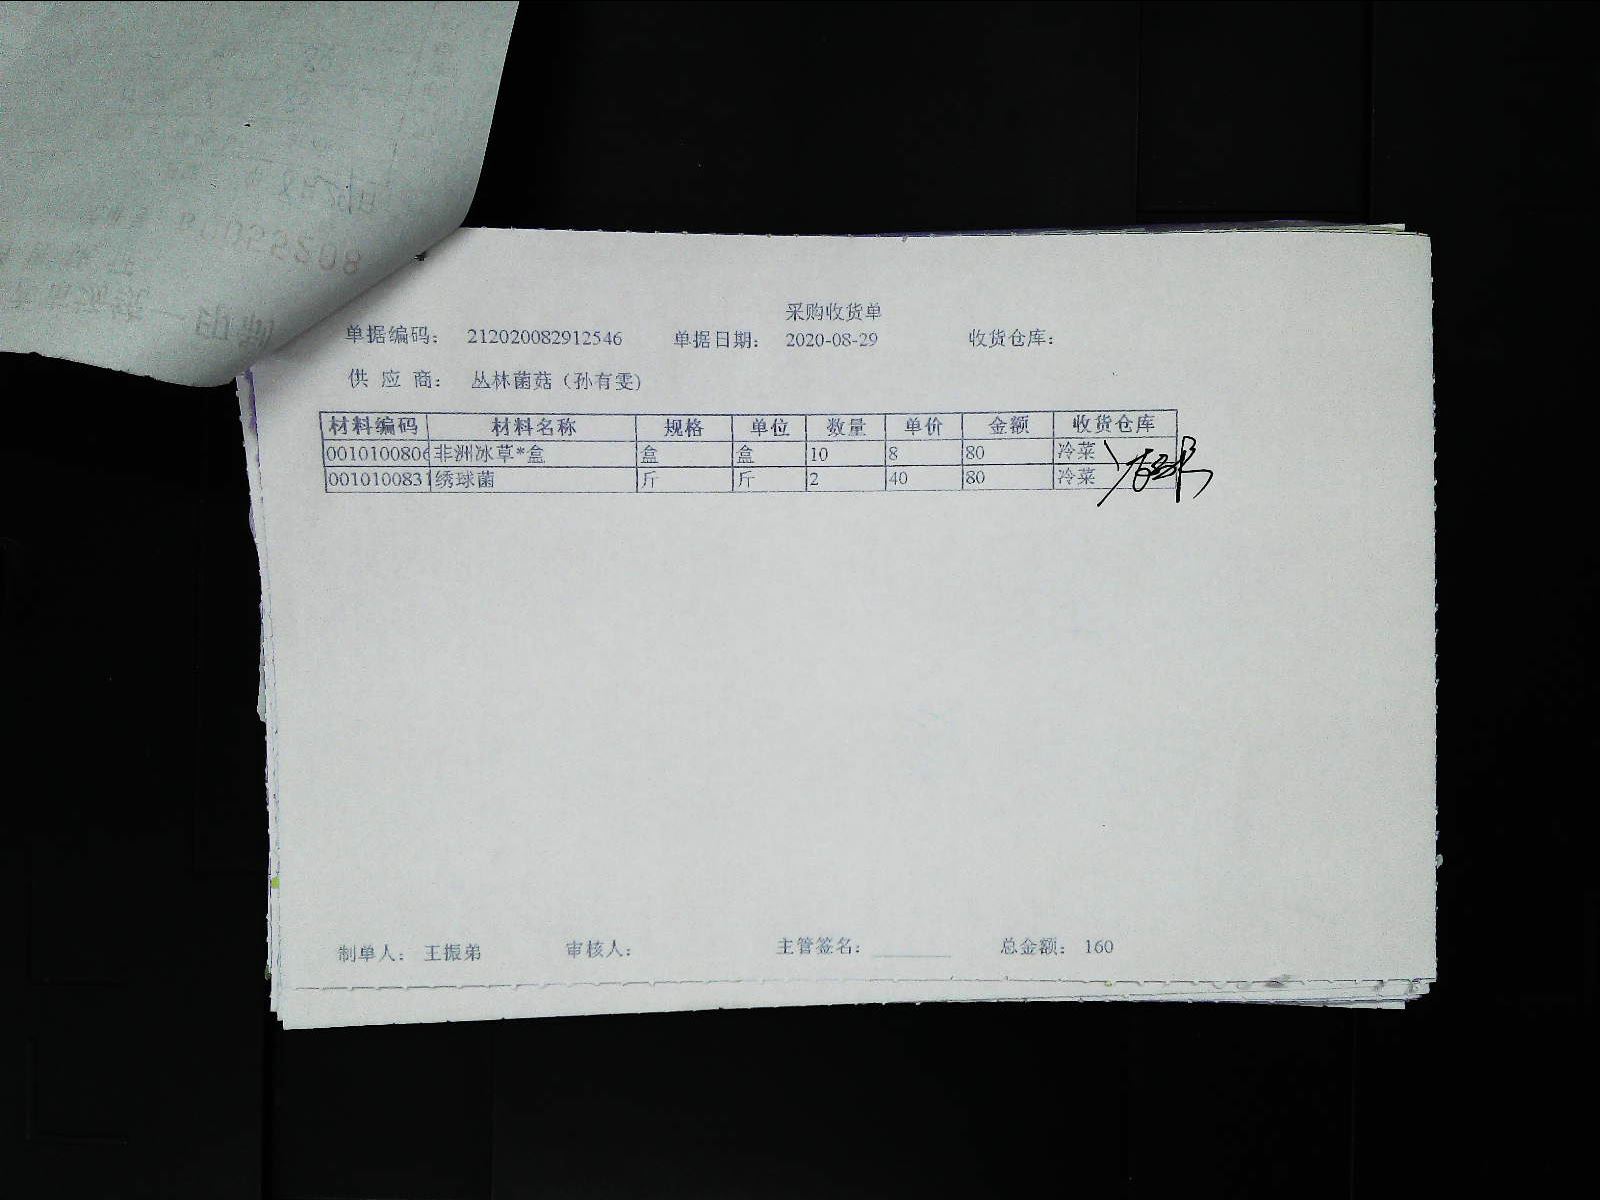 采购收货单
单据编码: 212020082912546 单据日期: 2020-08-29 收货仓库:
供 应 商: 丛林菌菇（孙有雯）
材料编码 材料名称 规格 单位 数量 单价 金额 收货仓库
0010100806 非洲冰草*盒 盒 盒 10 8 80 冷菜
0010100831 绣球菌 斤 斤 2 40 80 冷菜
制单人: 王振弟 审核人: 主管签名: 总金额: 160